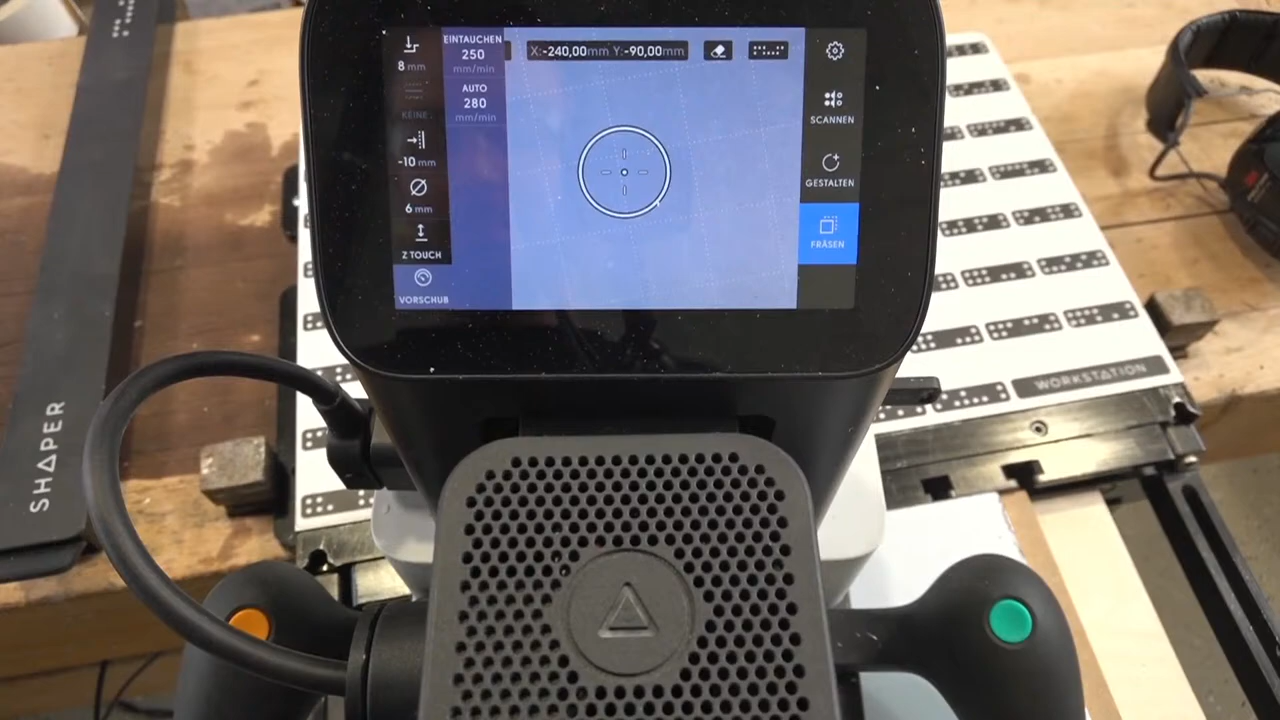 EINTAUCHEN
250
mm/min
AUTO
280
mm/min
8 mm
KEINE
-10 mm
6 mm
Z TOUCH
VORSCHUB
X:-240,00mm Y:-90,00mm
SCANNEN
GESTALTEN
FRÄSEN
SHAPER
WORKSTATION